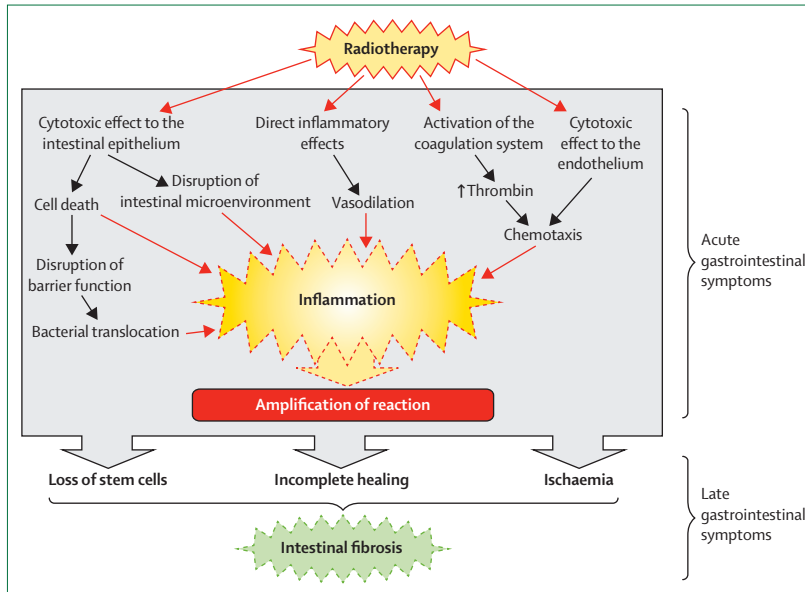 Radiotherapy
Cytotoxic effect to the
intestinal epithelium
Direct inflammatory
effects
Activation of the
coagulation system
Cytotoxic
effect to the
endothelium
Disruption of
intestinal microenvironment
Cell death
Vasodilation
↑Thrombin
Chemotaxis
Disruption of
barrier function
Bacterial translocation
Inflammation
Amplification of reaction
Acute
gastrointestinal
symptoms
Loss of stem cells
Incomplete healing
Ischaemia
Intestinal fibrosis
Late
gastrointestinal
symptoms